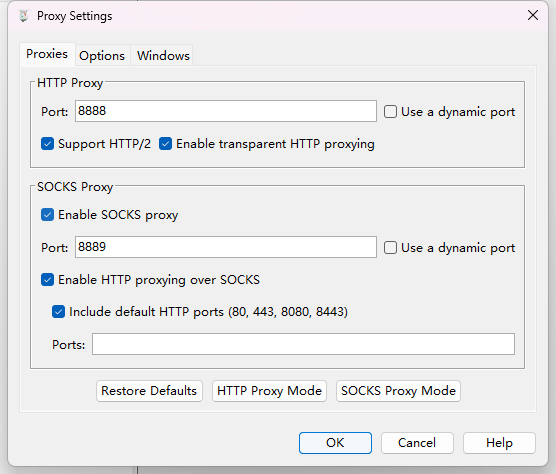 Proxy Settings
Proxies Options Windows
HTTP Proxy
Port: 8888 Use a dynamic port
Support HTTP/2 Enable transparent HTTP proxying
SOCKS Proxy
Enable SOCKS proxy
Port: 8889 Use a dynamic port
Enable HTTP proxying over SOCKS
Include default HTTP ports (80, 443, 8080, 8443)
Ports:
Restore Defaults HTTP Proxy Mode SOCKS Proxy Mode
OK Cancel Help